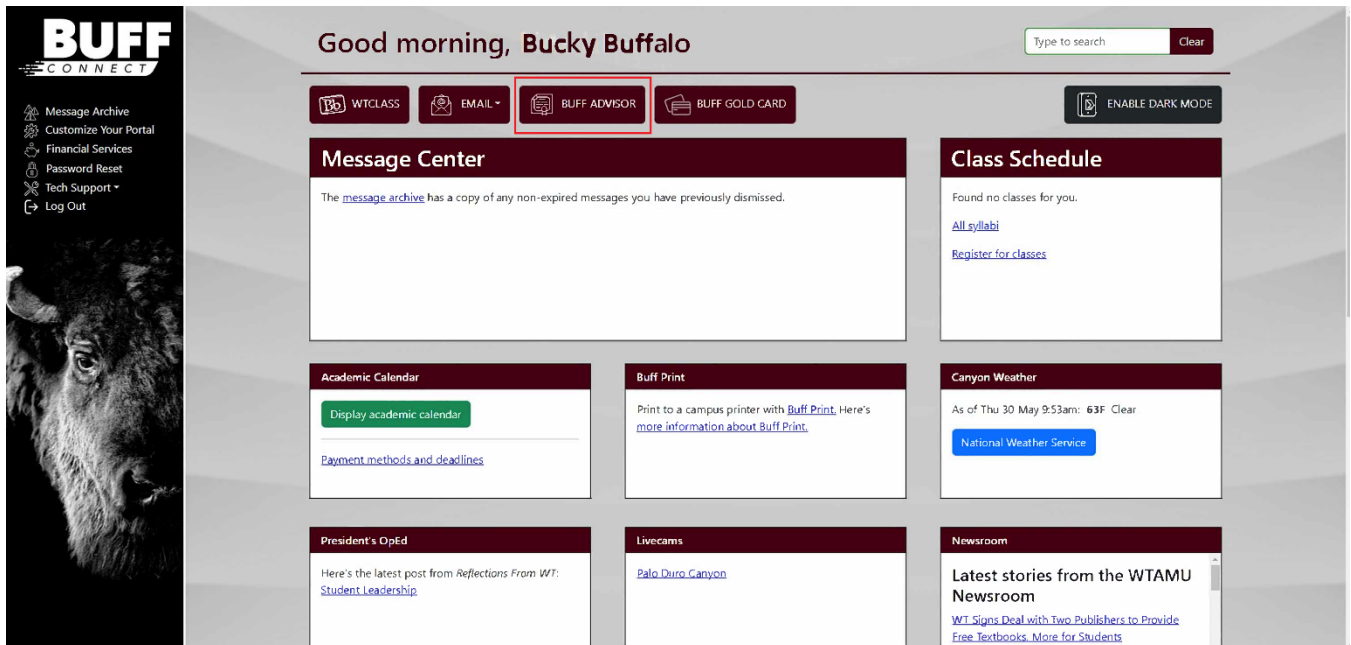 BUFF
CONNECT
Message Archive
Customize Your Portal
Financial Services
Password Reset
Tech Support
Log Out
Good morning, Bucky Buffalo
Type to search
Clear
Bb WTCLASS
EMAIL
BUFF ADVISOR
BUFF GOLD CARD
ENABLE DARK MODE
Message Center
The message archive has a copy of any non-expired messages you have previously dismissed.
Class Schedule
Found no classes for you.
All syllabi
Register for classes
Academic Calendar
Display academic calendar
Payment methods and deadlines
Buff Print
Print to a campus printer with Buff Print. Here's
more information about Buff Print.
Canyon Weather
As of Thu 30 May 9:53am: 63F Clear
National Weather Service
President's OpEd
Here's the latest post from Reflections From WT:
Student Leadership
Livecams
Palo Duro Canyon
Newsroom
Latest stories from the WTAMU
Newsroom
WT Signs Deal with Two Publishers to Provide
Free Textbooks, More for Students